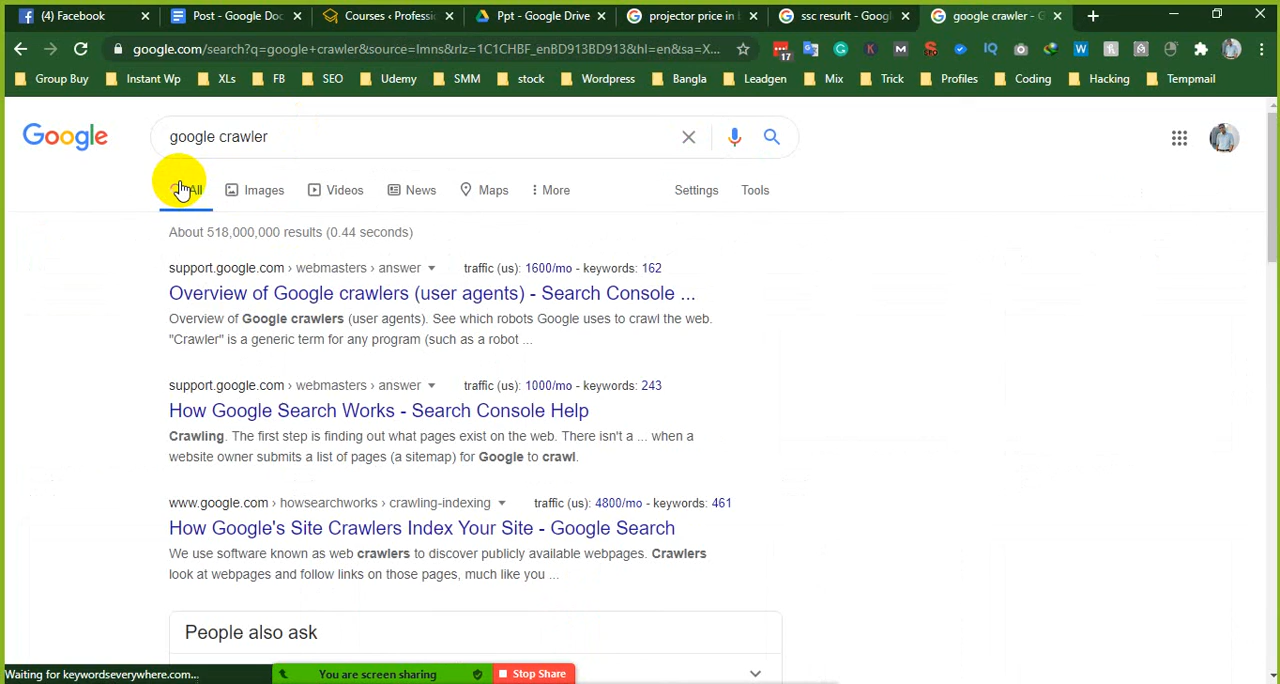 (4) Facebook
Post - Google Doc
Courses ‹ Profess
Ppt - Google Drive
projector price in b
ssc resurlt - Goog
google crawler - G
google.com/search?q=google+crawler&source=lmns&rlz=1C1CHBF_enBD913BD913&hl=en&sa=X...
17
IQ
Group Buy
Instant Wp
XLs
FB
SEO
Udemy
SMM
stock
Wordpress
Bangla
Leadgen
Mix
Trick
Profiles
Coding
Hacking
Tempmail
Google
google crawler
All
Images
Videos
News
Maps
More
Settings
Tools
About 518,000,000 results (0.44 seconds)
support.google.com › webmasters › answer traffic (us): 1600/mo - keywords: 162
Overview of Google crawlers (user agents) - Search Console ...
Overview of Google crawlers (user agents). See which robots Google uses to crawl the web.
"Crawler" is a generic term for any program (such as a robot ...
support.google.com › webmasters › answer traffic (us): 1000/mo - keywords: 243
How Google Search Works - Search Console Help
Crawling. The first step is finding out what pages exist on the web. There isn't a ... when a
website owner submits a list of pages (a sitemap) for Google to crawl.
www.google.com › howsearchworks › crawling-indexing traffic (us): 4800/mo - keywords: 461
How Google's Site Crawlers Index Your Site - Google Search
We use software known as web crawlers to discover publicly available webpages. Crawlers
look at webpages and follow links on those pages, much like you ...
People also ask
Waiting for keywordseverywhere.com...
You are screen sharing
Stop Share